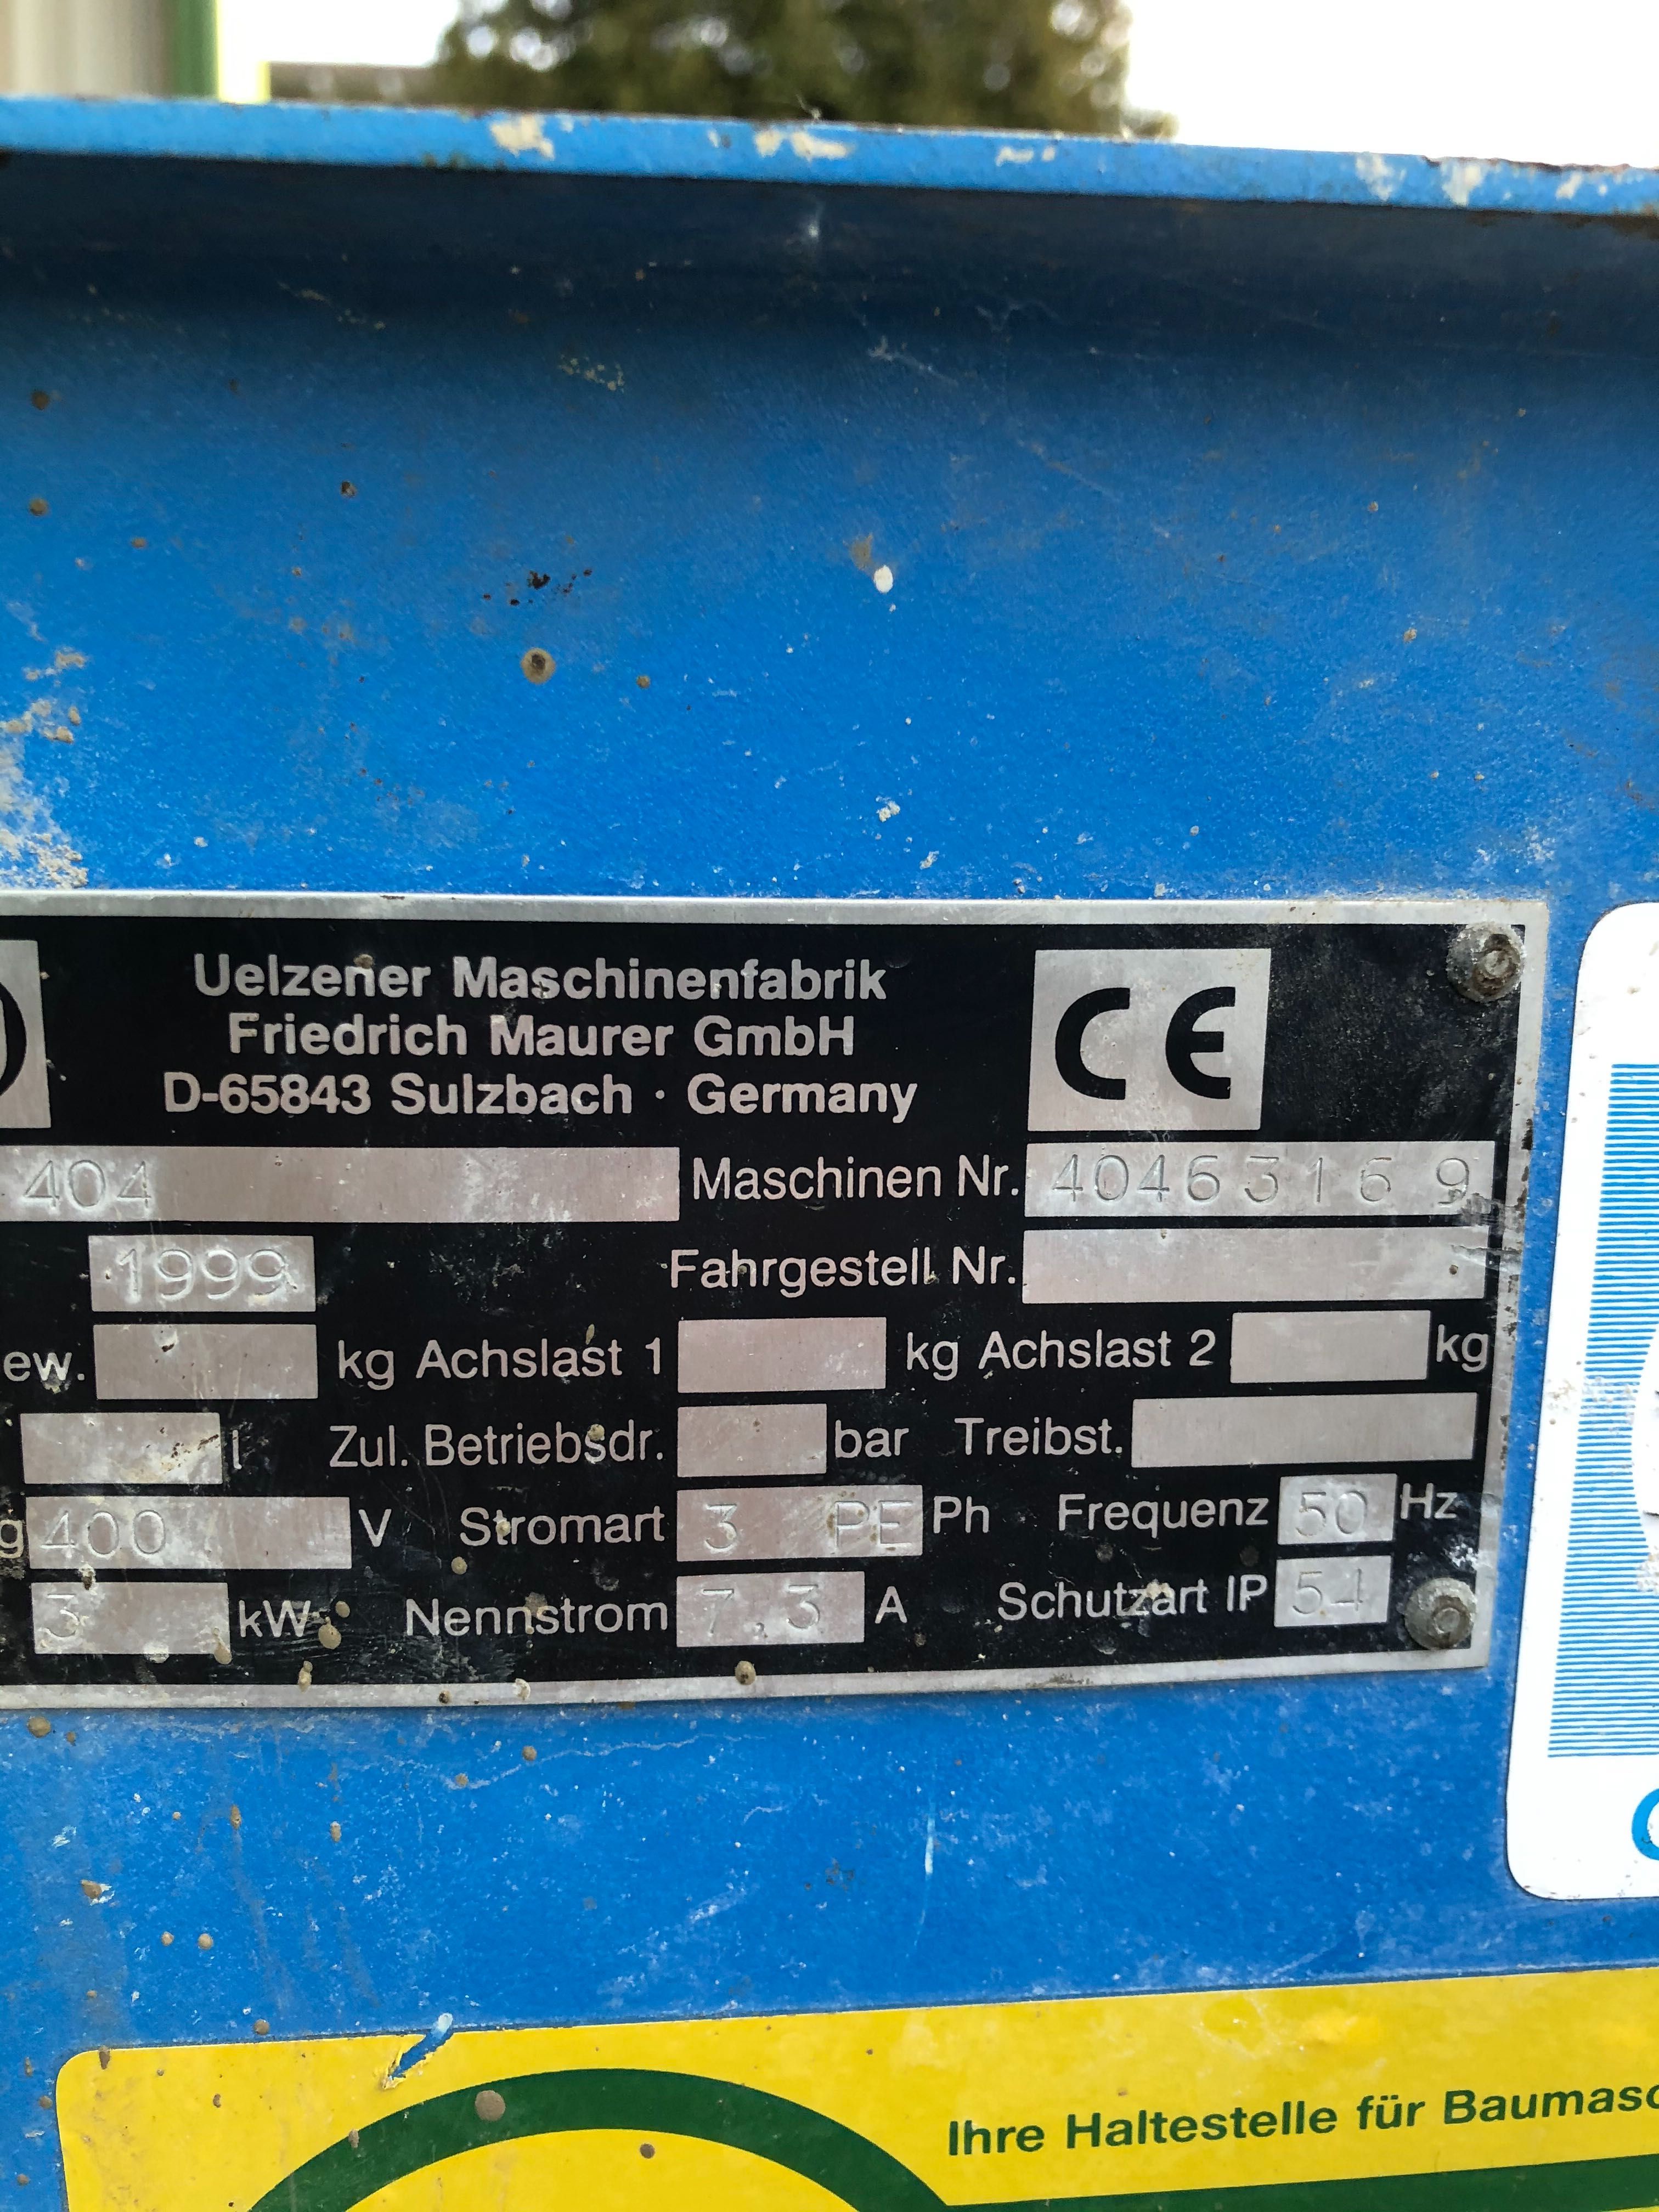 Uelzener Maschinenfabrik
Friedrich Maurer GmbH
D-65843 Sulzbach · Germany
CE
404 Maschinen Nr. 40463169
1999 Fahrgestell Nr.
ew. kg Achslast 1 kg Achslast 2 kg
l Zul. Betriebsdr. bar Treibst.
g 400 V Stromart 3 PE Ph Frequenz 50 Hz
3 kW Nennstrom 7,3 A Schutzart IP 54
Ihre Haltestelle für Baumasc